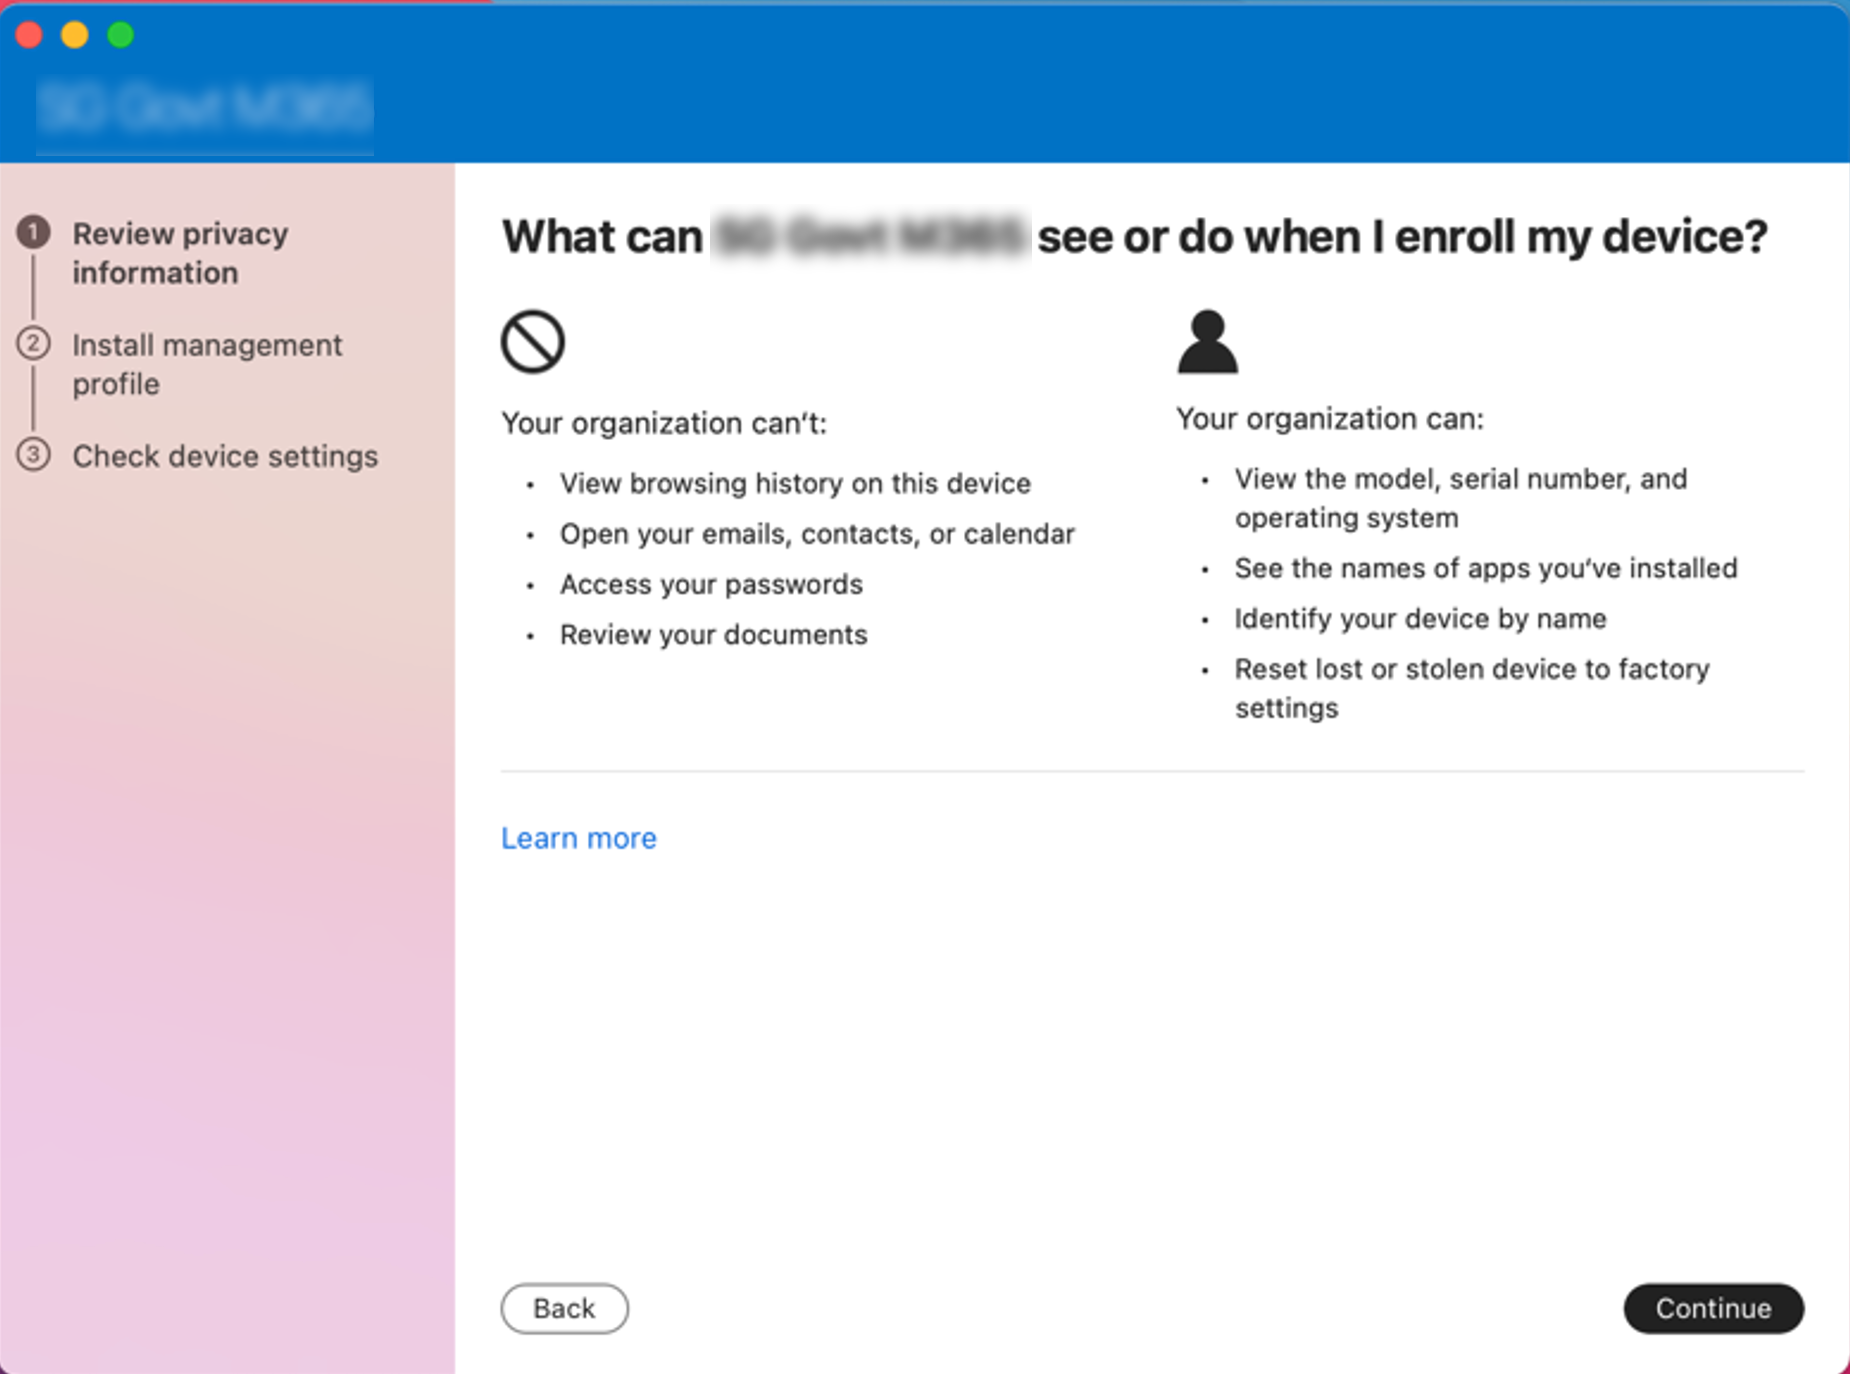 1 Review privacy
information
2 Install management
profile
3 Check device settings
What can see or do when I enroll my device?
Your organization can't:
• View browsing history on this device
• Open your emails, contacts, or calendar
• Access your passwords
• Review your documents
Your organization can:
• View the model, serial number, and
operating system
• See the names of apps you've installed
• Identify your device by name
• Reset lost or stolen device to factory
settings
Learn more
Back
Continue